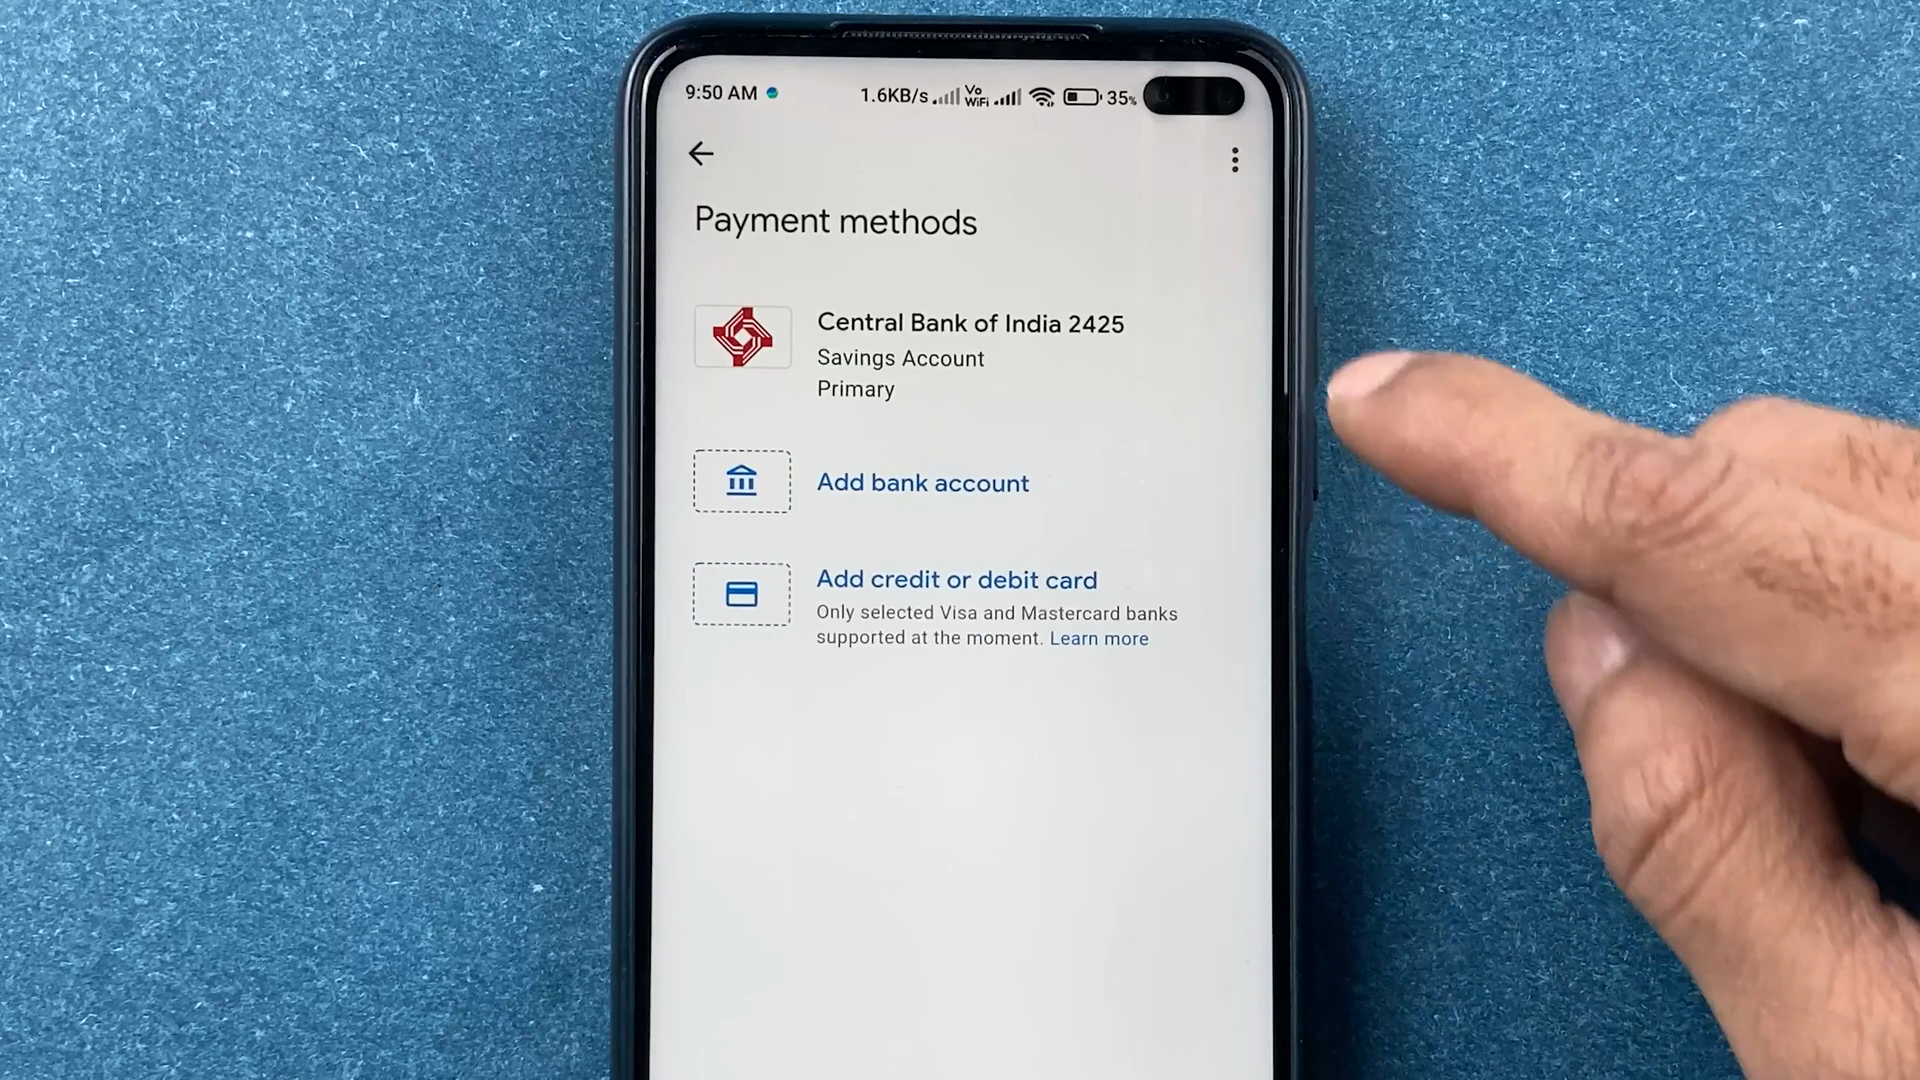 9:50 AM 1.6KB/s Vo WiFi 35%
Payment methods
Central Bank of India 2425
Savings Account
Primary
Add bank account
Add credit or debit card
Only selected Visa and Mastercard banks
supported at the moment. Learn more